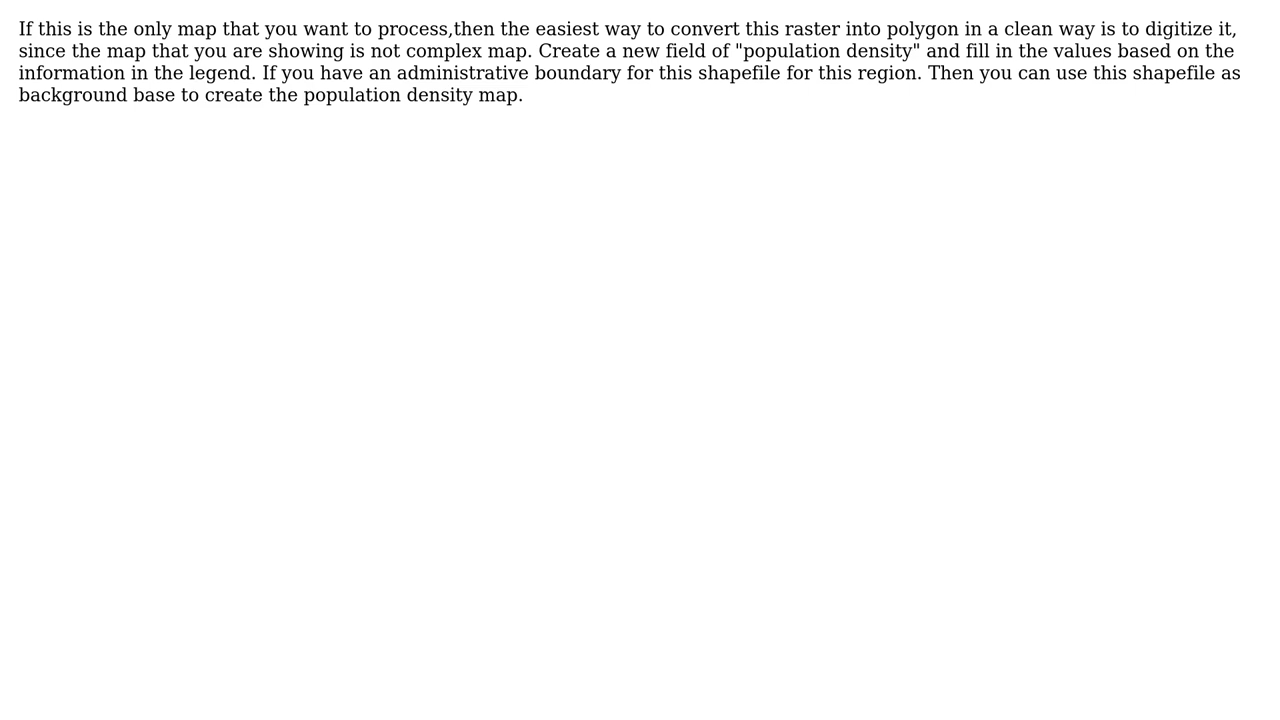 If this is the only map that you want to process,then the easiest way to convert this raster into polygon in a clean way is to digitize it,
since the map that you are showing is not complex map. Create a new field of "population density" and fill in the values based on the
information in the legend. If you have an administrative boundary for this shapefile for this region. Then you can use this shapefile as
background base to create the population density map.